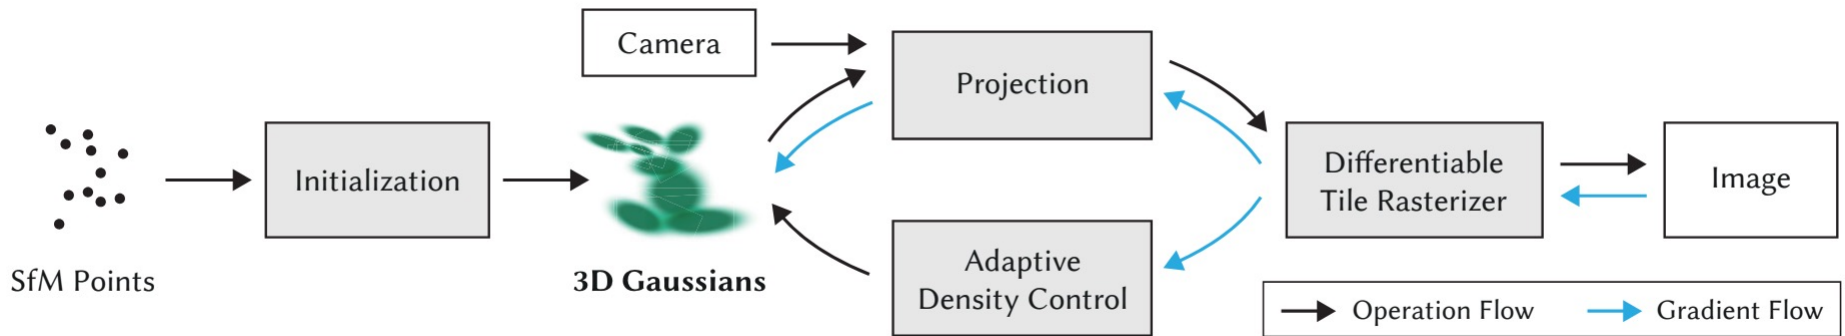 Camera
Projection
Initialization
Differentiable
Tile Rasterizer
Image
SfM Points
3D Gaussians
Adaptive
Density Control
Operation Flow
Gradient Flow